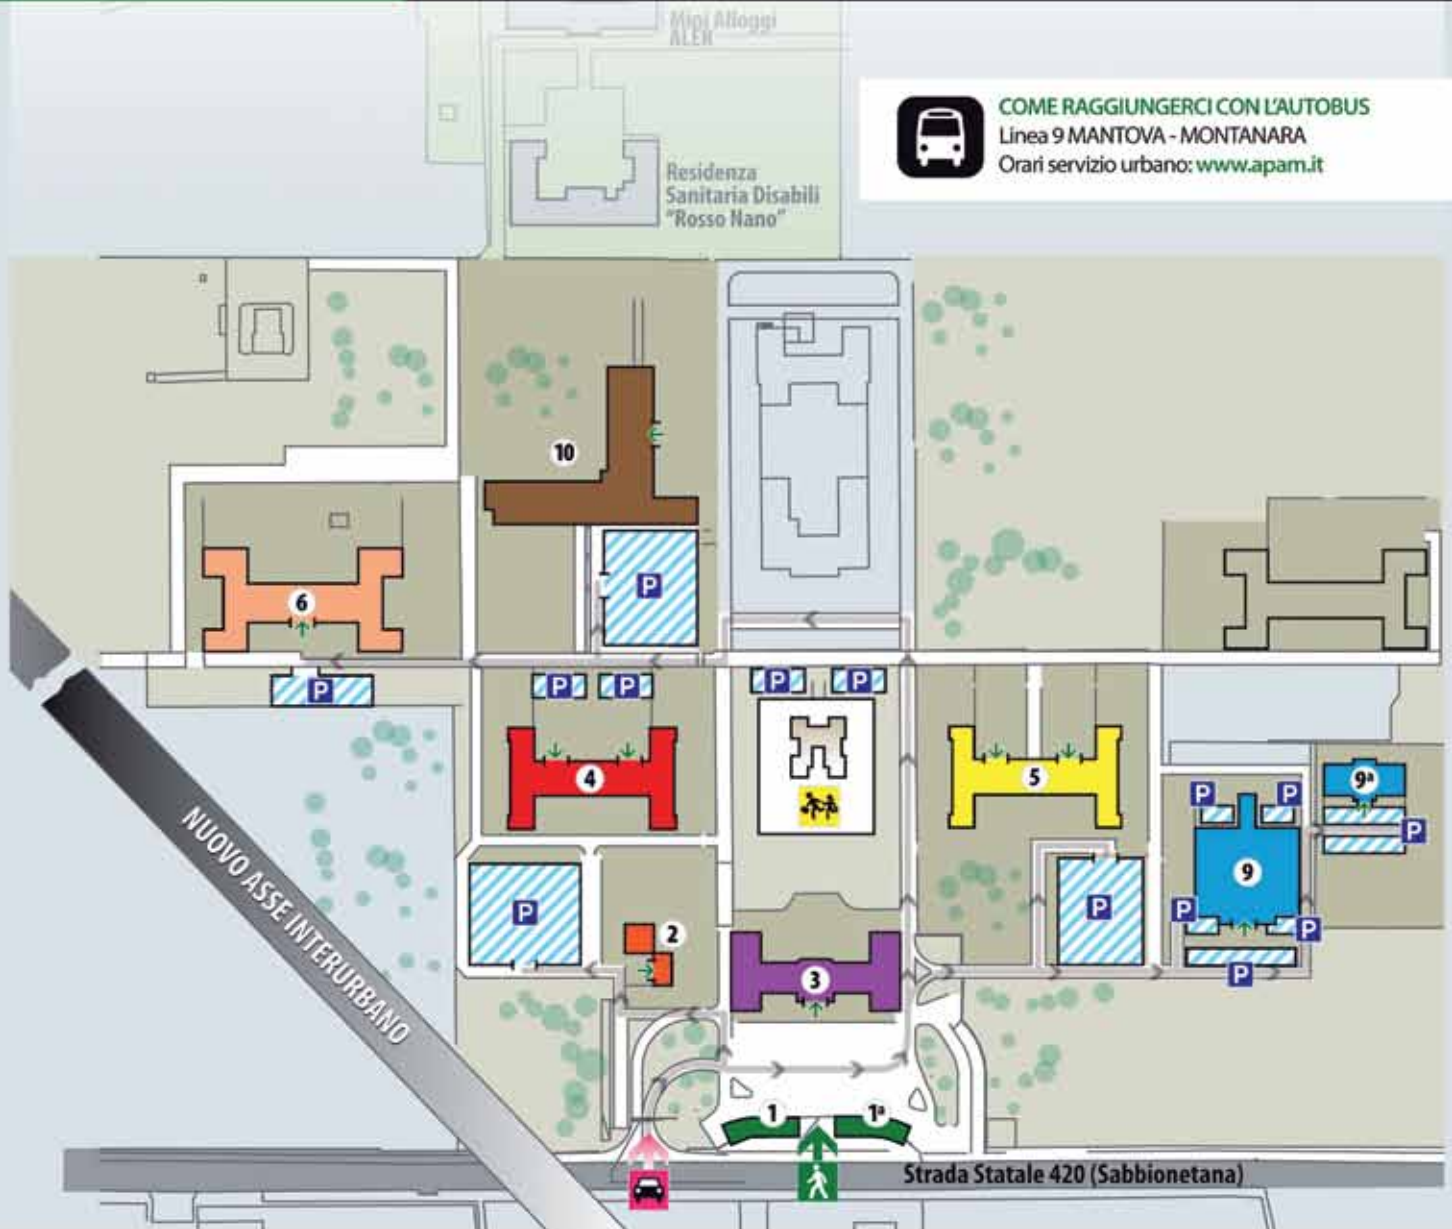 Mini Alloggi
ALER
COME RAGGIUNGERCI CON L'AUTOBUS
Linea 9 MANTOVA - MONTANARA
Orari servizio urbano: www.apam.it
Residenza
Sanitaria Disabili
"Rosso Nano"
10
P
6
P
P
P
P
P
4
5
9ª
P
P
P
9
P
P
P
P
P
2
3
NUOVO ASSE INTERURBANO
1
1ª
Strada Statale 420 (Sabbionetana)